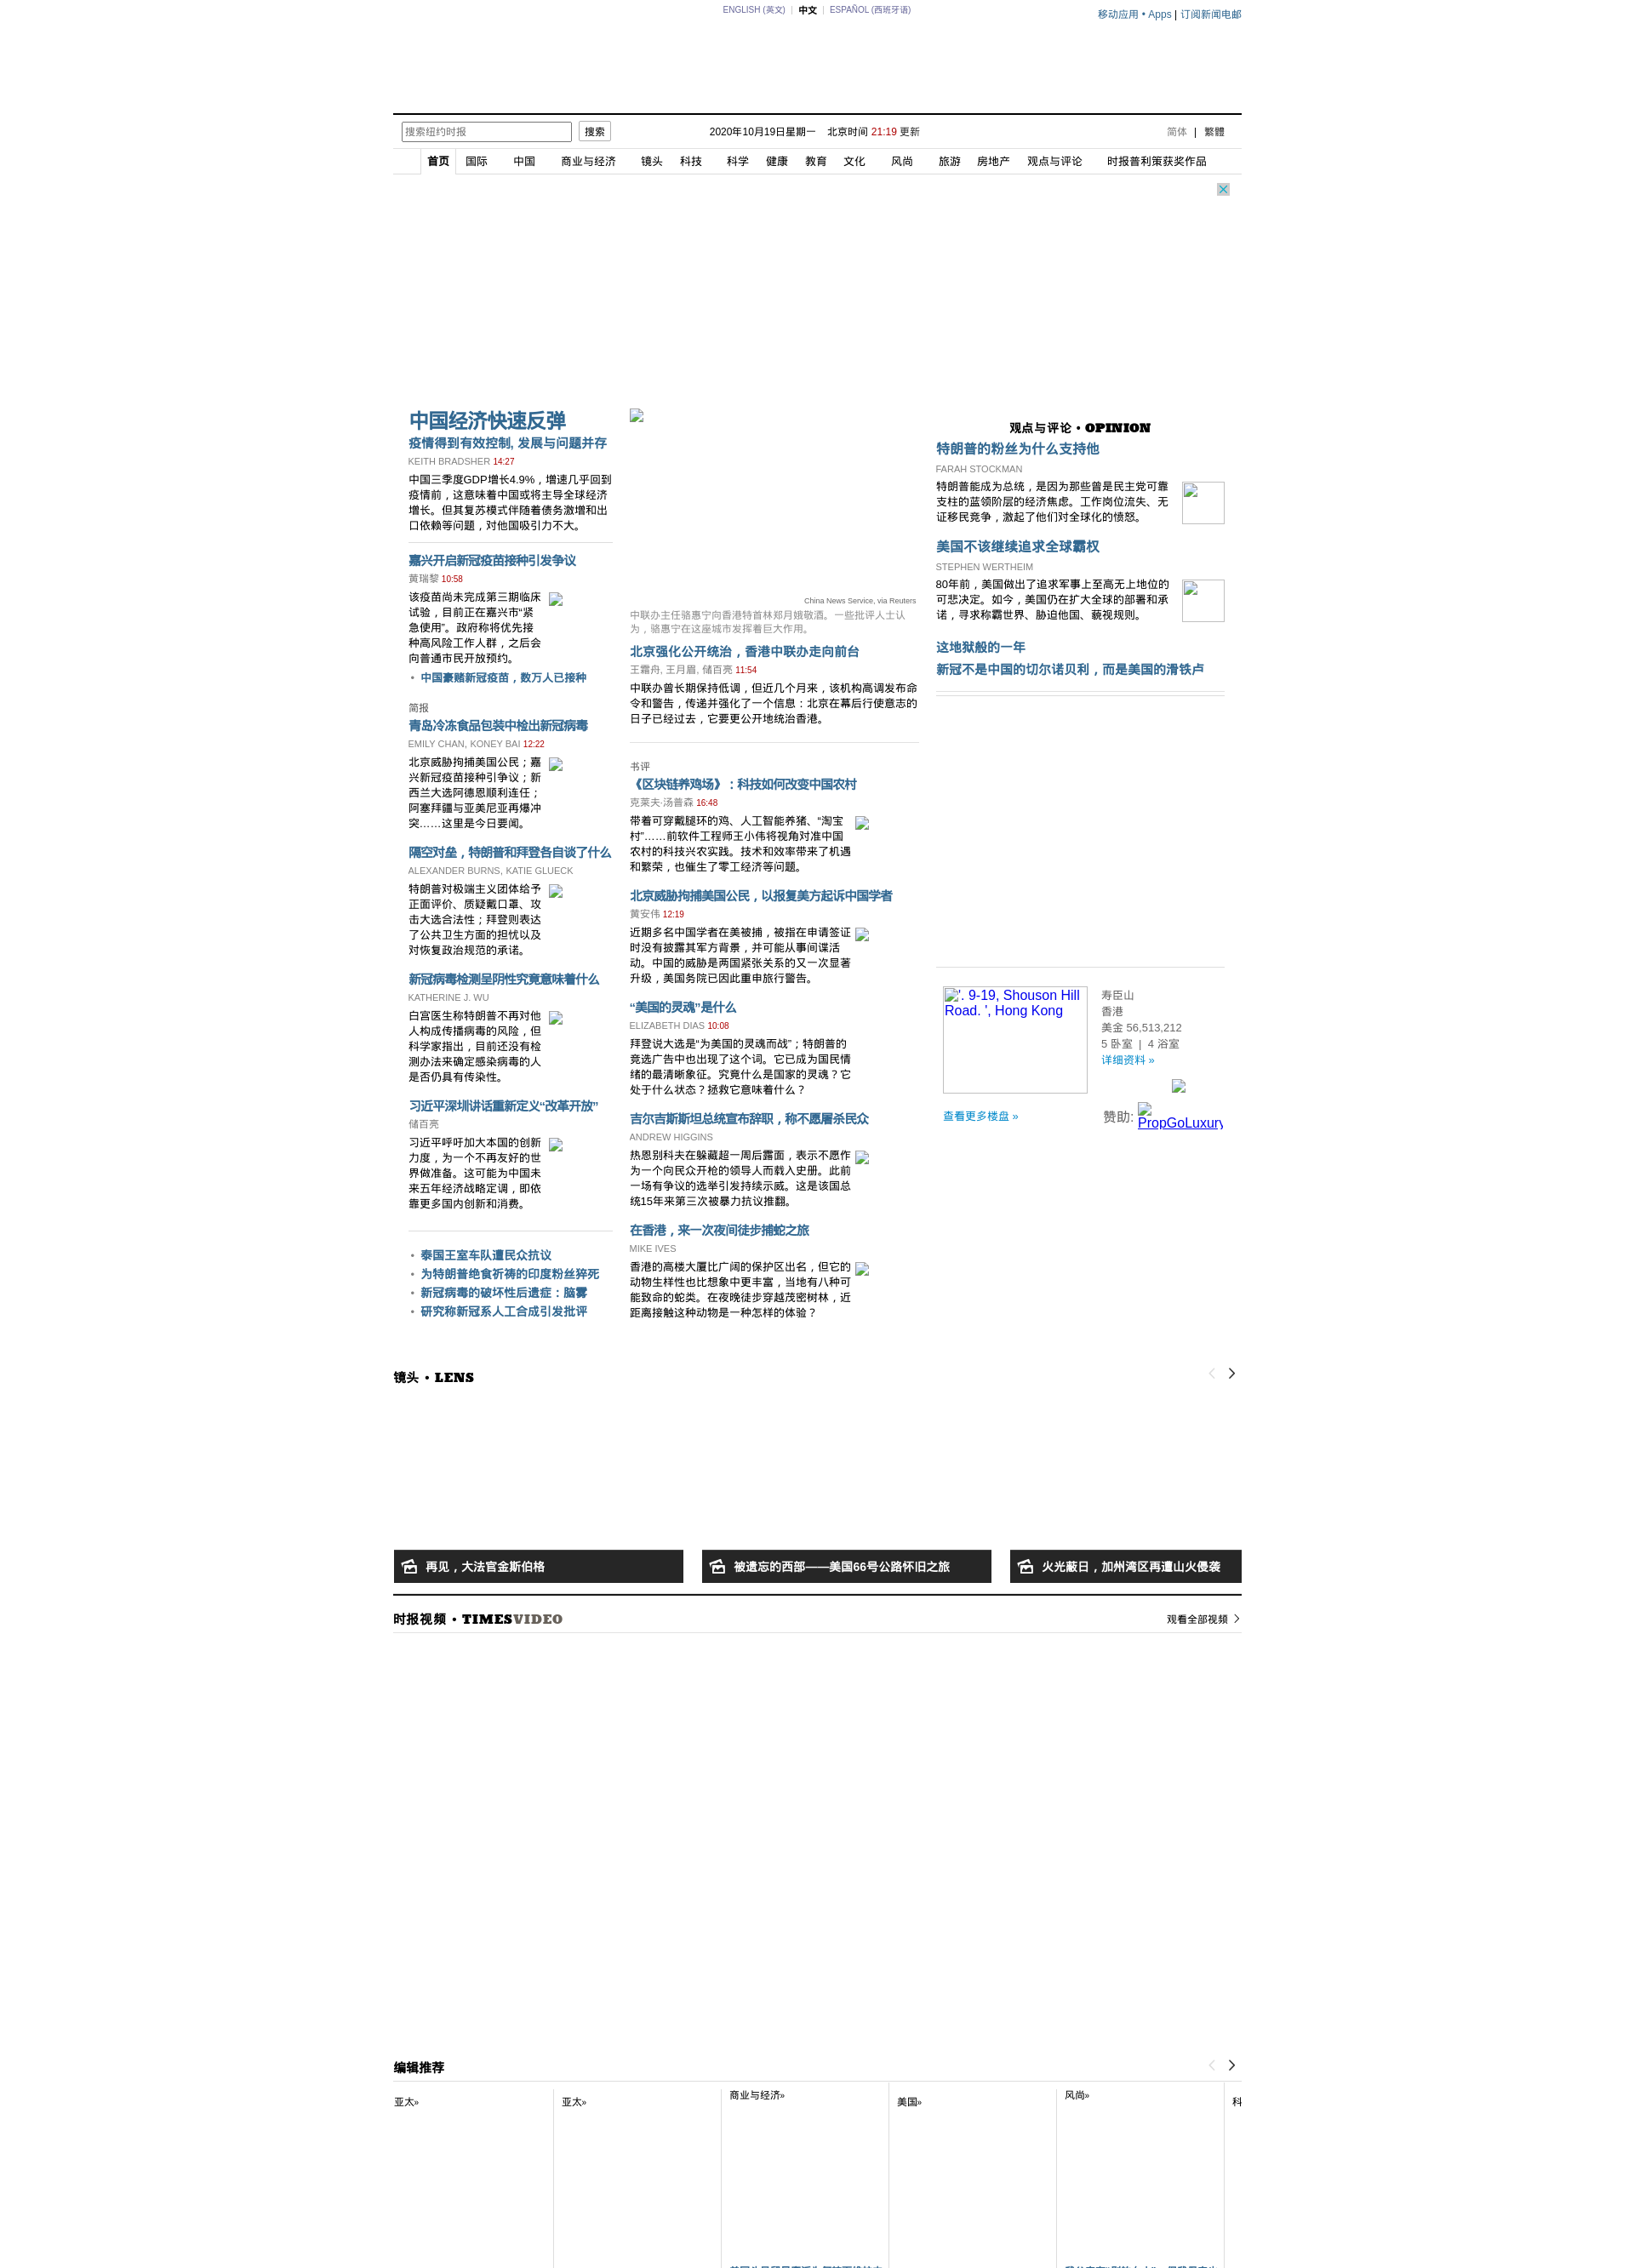 ENGLISH (英文)
中文
ESPAÑOL (西班牙语)
移动应用 • Apps | 订阅新闻电邮
搜索纽约时报
搜索
2020年10月19日星期一 北京时间 21:19 更新
简体 | 繁體
首页 国际 中国 商业与经济 镜头 科技 科学 健康 教育 文化 风尚 旅游 房地产 观点与评论 时报普利策获奖作品
中国经济快速反弹
疫情得到有效控制, 发展与问题并存
KEITH BRADSHER 14:27
中国三季度GDP增长4.9%，增速几乎回到
疫情前，这意味着中国或将主导全球经济
增长。但其复苏模式伴随着债务激增和出
口依赖等问题，对他国吸引力不大。
嘉兴开启新冠疫苗接种引发争议
黄瑞黎 10:58
该疫苗尚未完成第三期临床
试验，目前正在嘉兴市“紧
急使用”。政府称将优先接
种高风险工作人群，之后会
向普通市民开放预约。
• 中国豪赌新冠疫苗，数万人已接种
简报
青岛冷冻食品包装中检出新冠病毒
EMILY CHAN, KONEY BAI 12:22
北京威胁拘捕美国公民；嘉
兴新冠疫苗接种引争议；新
西兰大选阿德恩顺利连任；
阿塞拜疆与亚美尼亚再爆冲
突……这里是今日要闻。
隔空对垒，特朗普和拜登各自谈了什么
ALEXANDER BURNS, KATIE GLUECK
特朗普对极端主义团体给予
正面评价、质疑戴口罩、攻
击大选合法性；拜登则表达
了公共卫生方面的担忧以及
对恢复政治规范的承诺。
新冠病毒检测呈阴性究竟意味着什么
KATHERINE J. WU
白宫医生称特朗普不再对他
人构成传播病毒的风险，但
科学家指出，目前还没有检
测办法来确定感染病毒的人
是否仍具有传染性。
习近平深圳讲话重新定义“改革开放”
储百亮
习近平呼吁加大本国的创新
力度，为一个不再友好的世
界做准备。这可能为中国未
来五年经济战略定调，即依
靠更多国内创新和消费。
• 泰国王室车队遭民众抗议
• 为特朗普绝食祈祷的印度粉丝猝死
• 新冠病毒的破坏性后遗症：脑雾
• 研究称新冠系人工合成引发批评
China News Service, via Reuters
中联办主任骆惠宁向香港特首林郑月娥敬酒。一些批评人士认
为，骆惠宁在这座城市发挥着巨大作用。
北京强化公开统治，香港中联办走向前台
王霜舟, 王月眉, 储百亮 11:54
中联办曾长期保持低调，但近几个月来，该机构高调发布命
令和警告，传递并强化了一个信息：北京在幕后行使意志的
日子已经过去，它要更公开地统治香港。
书评
《区块链养鸡场》：科技如何改变中国农村
克莱夫·汤普森 16:48
带着可穿戴腿环的鸡、人工智能养猪、“淘宝
村”……前软件工程师王小伟将视角对准中国
农村的科技兴农实践。技术和效率带来了机遇
和繁荣，也催生了零工经济等问题。
北京威胁拘捕美国公民，以报复美方起诉中国学者
黄安伟 12:19
近期多名中国学者在美被捕，被指在申请签证
时没有披露其军方背景，并可能从事间谍活
动。中国的威胁是两国紧张关系的又一次显著
升级，美国务院已因此重申旅行警告。
“美国的灵魂”是什么
ELIZABETH DIAS 10:08
拜登说大选是“为美国的灵魂而战”；特朗普的
竞选广告中也出现了这个词。它已成为国民情
绪的最清晰象征。究竟什么是国家的灵魂？它
处于什么状态？拯救它意味着什么？
吉尔吉斯斯坦总统宣布辞职，称不愿屠杀民众
ANDREW HIGGINS
热恩别科夫在躲藏超一周后露面，表示不愿作
为一个向民众开枪的领导人而载入史册。此前
一场有争议的选举引发持续示威。这是该国总
统15年来第三次被暴力抗议推翻。
在香港，来一次夜间徒步捕蛇之旅
MIKE IVES
香港的高楼大厦比广阔的保护区出名，但它的
动物生样性也比想象中更丰富，当地有八种可
能致命的蛇类。在夜晚徒步穿越茂密树林，近
距离接触这种动物是一种怎样的体验？
观点与评论 • OPINION
特朗普的粉丝为什么支持他
FARAH STOCKMAN
特朗普能成为总统，是因为那些曾是民主党可靠
支柱的蓝领阶层的经济焦虑。工作岗位流失、无
证移民竞争，激起了他们对全球化的愤怒。
美国不该继续追求全球霸权
STEPHEN WERTHEIM
80年前，美国做出了追求军事上至高无上地位的
可悲决定。如今，美国仍在扩大全球的部署和承
诺，寻求称霸世界、胁迫他国、藐视规则。
这地狱般的一年
新冠不是中国的切尔诺贝利，而是美国的滑铁卢
'. 9-19, Shouson Hill
Road. ', Hong Kong
寿臣山
香港
美金 56,513,212
5 卧室 | 4 浴室
详细资料 »
查看更多楼盘 »
赞助:
PropGoLuxury
镜头 • LENS
再见，大法官金斯伯格
被遗忘的西部——美国66号公路怀旧之旅
火光蔽日，加州湾区再遭山火侵袭
时报视频 • TIMESVIDEO
观看全部视频
编辑推荐
亚太»
亚太»
商业与经济»
美国»
风尚»
科